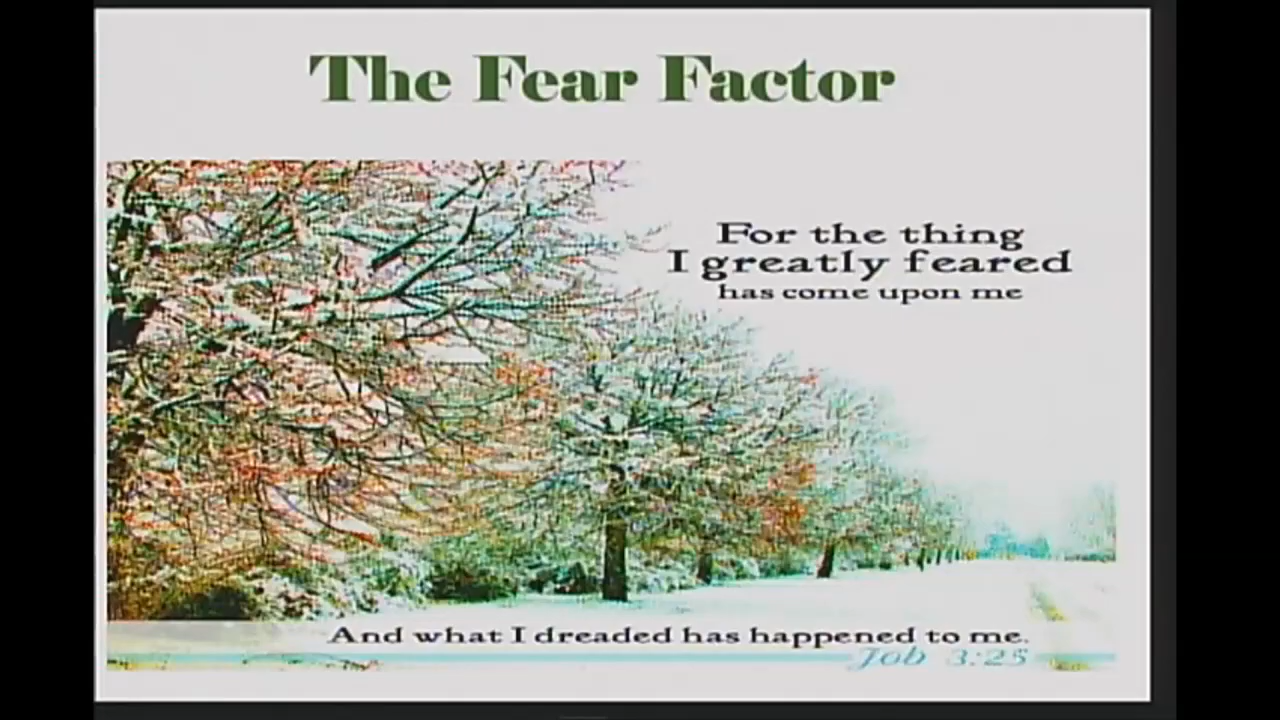 The Fear Factor
For the thing
I greatly feared
has come upon me
And what I dreaded has happened to me.
Job 3:25